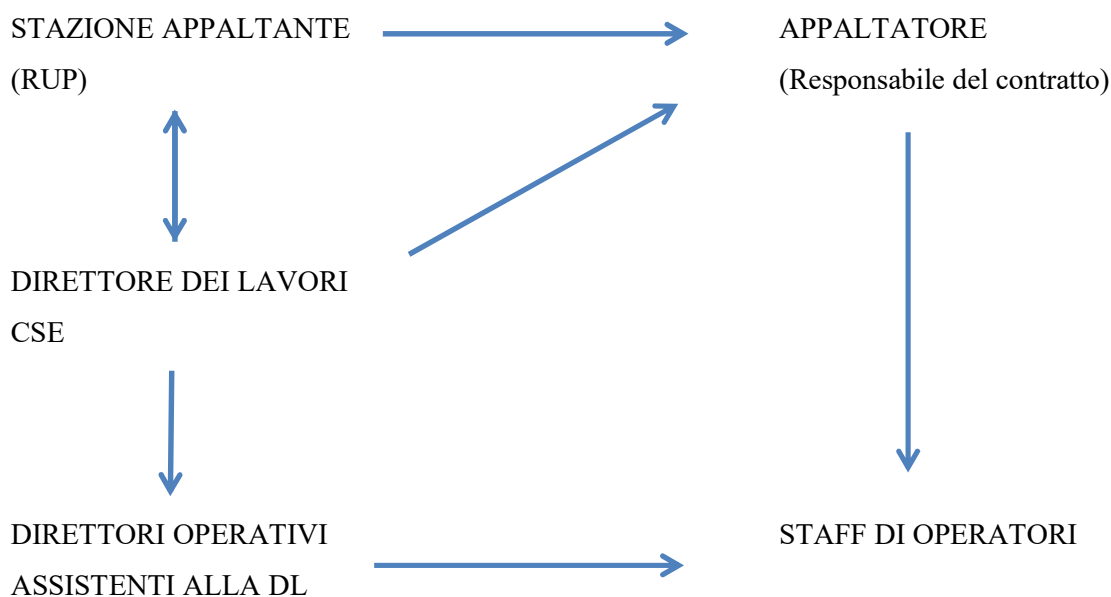 STAZIONE APPALTANTE
(RUP)
APPALTATORE
(Responsabile del contratto)
DIRETTORE DEI LAVORI
CSE
DIRETTORI OPERATIVI
ASSISTENTI ALLA DL
STAFF DI OPERATORI